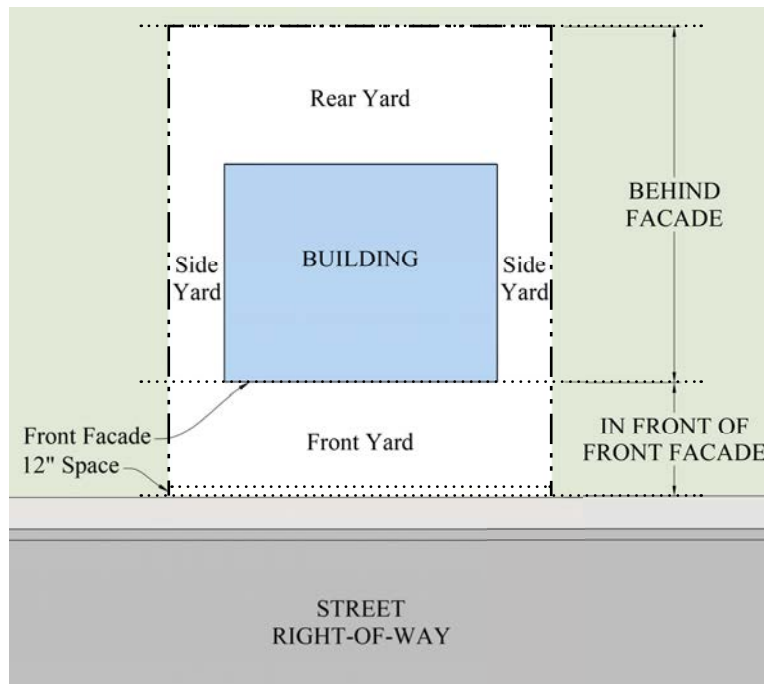 Rear Yard
BEHIND
FACADE
BUILDING
Side
Yard
Side
Yard
Front Facade
12" Space
Front Yard
IN FRONT OF
FRONT FACADE
STREET
RIGHT-OF-WAY